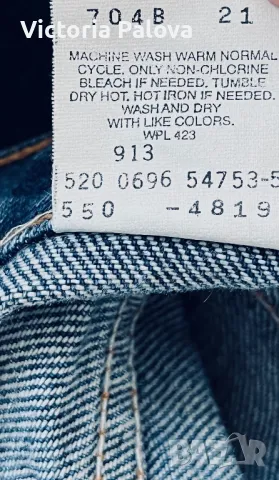 Victoria Palova
704B 21
MACHINE WASH WARM NORMAL
CYCLE. ONLY NON-CHLORINE
BLEACH IF NEEDED. TUMBLE
DRY HOT. HOT IRON IF NEEDED.
WASH AND DRY
WITH LIKE COLORS.
WPL 423
913
520 0696 54753-5
550 -4819
BAZAR